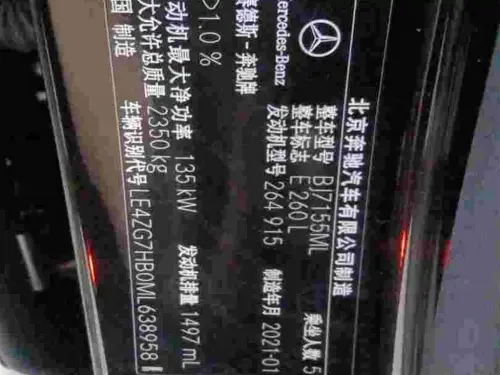 Mercedes-Benz
北京奔驰汽车有限公司制造
整车型号 BJ7155ML
整车标志 E 260 L 乘坐人数 5
发动机型号 264 915 制造年月 2021-01
赛德斯-奔驰牌
>1.0%
动机最大净功率 135 kW 发动机排量 1497 mL
大允许总质量 2350 kg
车辆识别代号 LE4ZG7HB0ML638958
国 制造